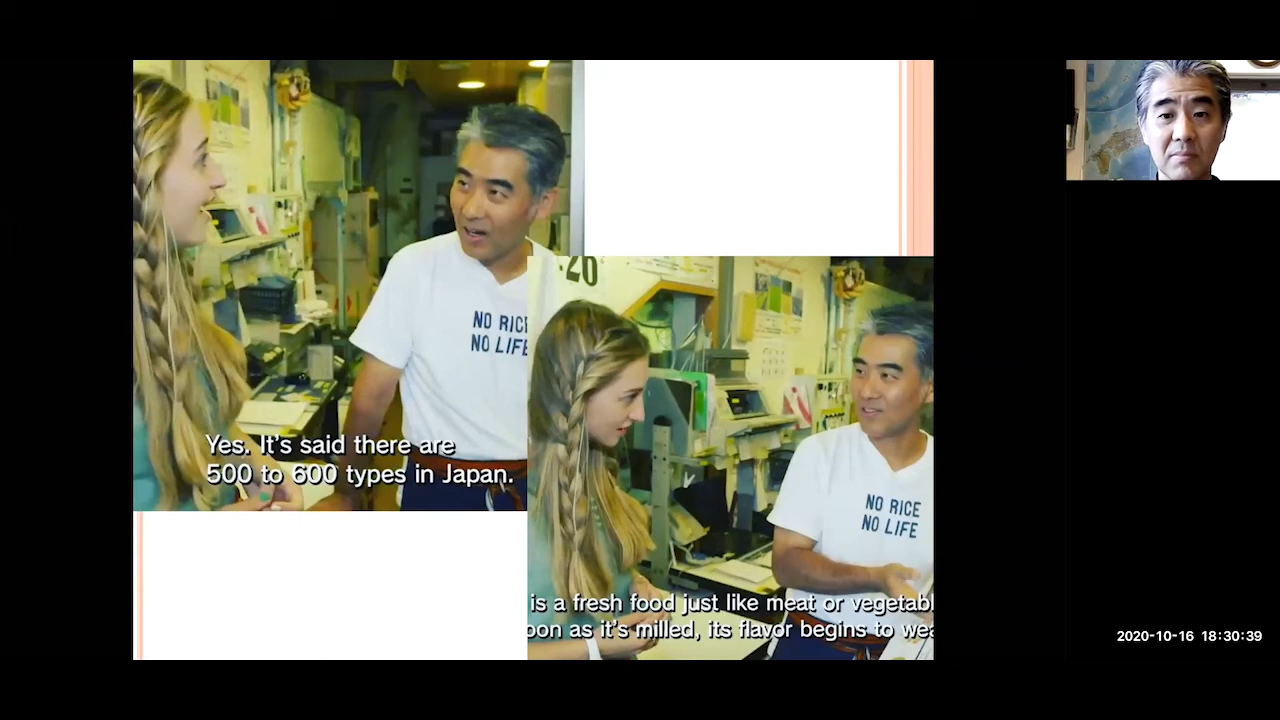 NO RICE
NO LIFE
Yes. It's said there are
500 to 600 types in Japan.
-20
NO RICE
NO LIFE
is a fresh food just like meat or vegetabl
oon as it's milled, its flavor begins to wea
2020-10-16 18:30:39